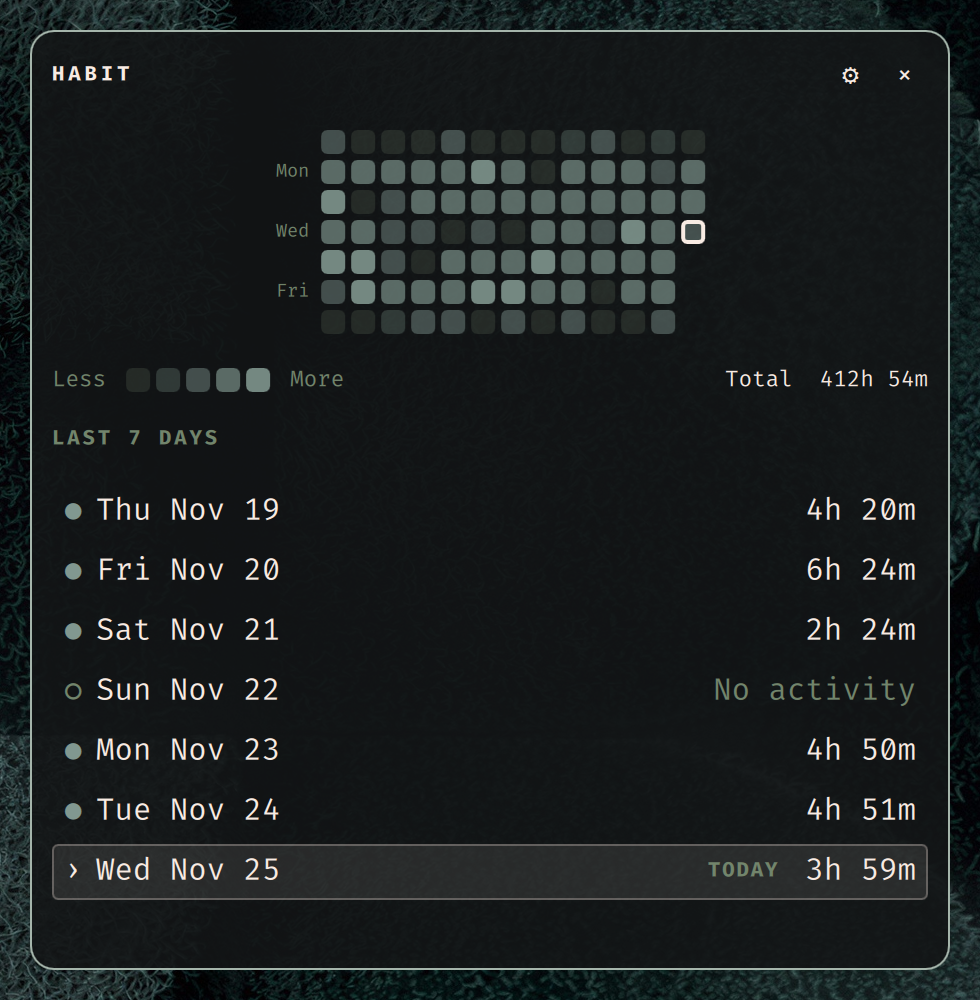 HABIT ⚙ ×
Mon
Wed
Fri
Less More Total 412h 54m
LAST 7 DAYS
Thu Nov 19 4h 20m
Fri Nov 20 6h 24m
Sat Nov 21 2h 24m
Sun Nov 22 No activity
Mon Nov 23 4h 50m
Tue Nov 24 4h 51m
› Wed Nov 25 TODAY 3h 59m